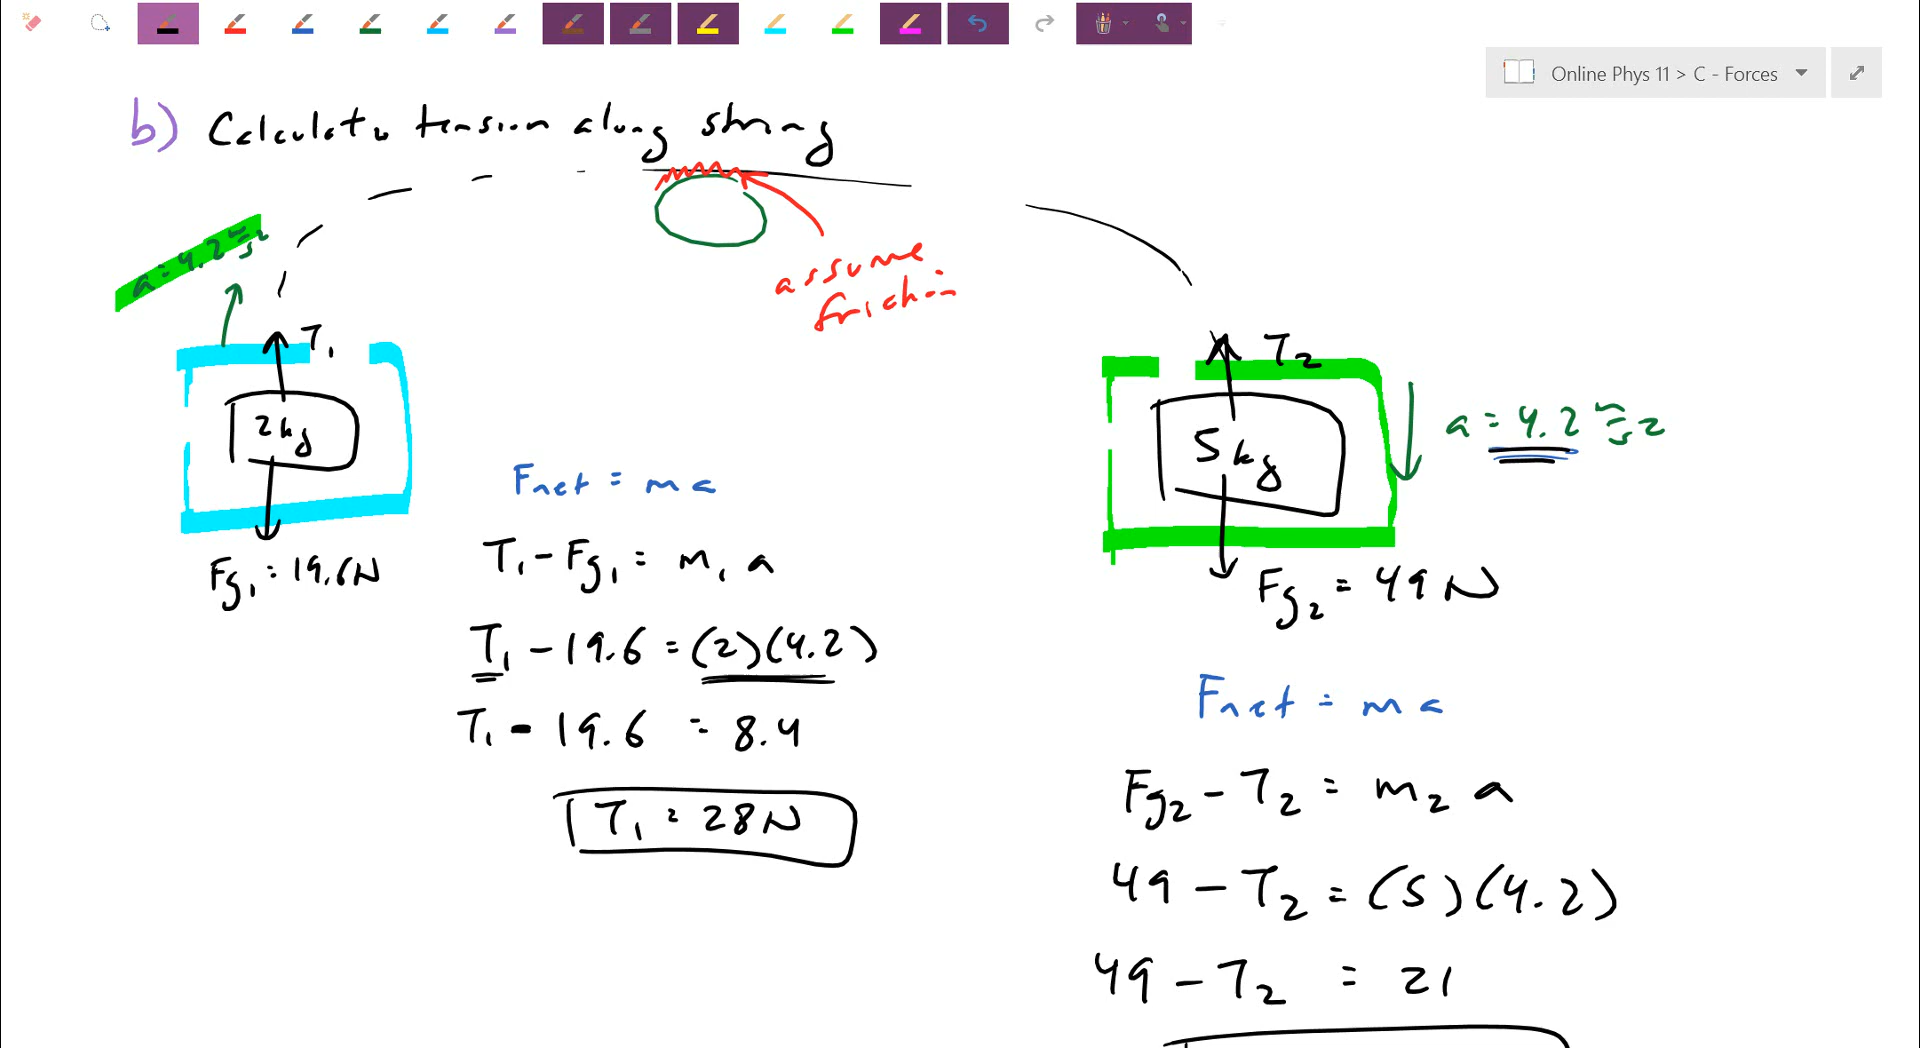 Online Phys 11 > C - Forces
b) Calculate tension along string
assume
friction
a = 4.2 m/s²
T₁
2kg
Fg₁ = 19.6N
Fnet = ma
T₁ - Fg₁ = m₁ a
T₁ - 19.6 = (2)(4.2)
T₁ - 19.6 = 8.4
T₁ = 28N
T₂
5kg
a = 4.2 m/s²
Fg₂ = 49N
Fnet = ma
Fg₂ - T₂ = m₂ a
49 - T₂ = (5)(4.2)
49 - T₂ = 21